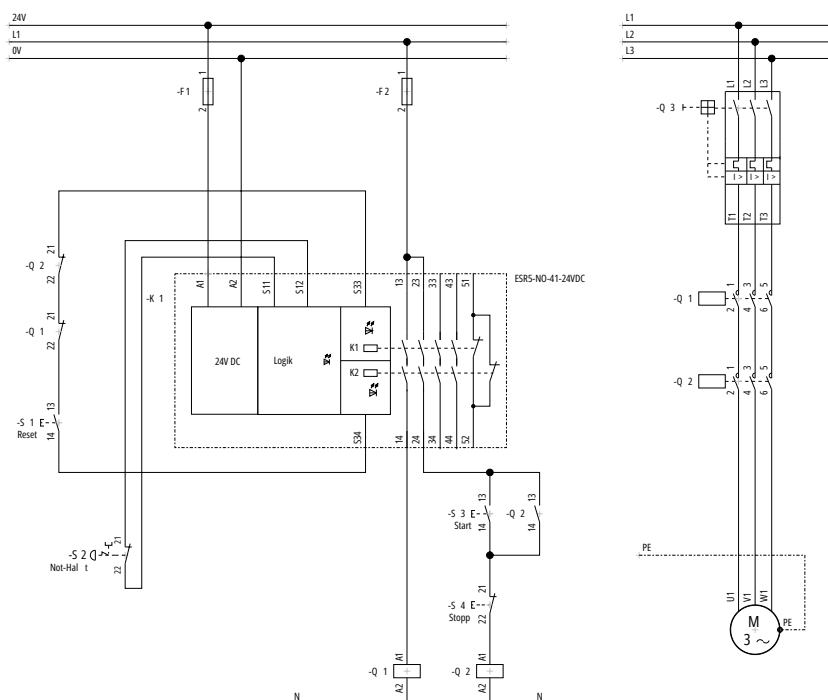 24V
L1
0V
L1
L2
L3
-F 1
1
2
-F 2
1
2
L1
L2
L3
-Q 3
I >
I >
I >
T1
T2
T3
-Q 2
21
22
-Q 1
21
22
-S 1
Reset
13
14
-K 1
A1
A2
S11
S12
S33
13
23
33
43
51
ESR5-NO-41-24VDC
24V DC
Logik
K1
K2
S34
14
24
34
44
52
-Q 1
1
3
5
2
4
6
-Q 2
1
3
5
2
4
6
-S 3
Start
13
14
-Q 2
13
14
-S 2
Not-Hal t
21
22
-S 4
Stopp
21
22
PE
U1
V1
W1
M
3 ~
PE
-Q 1
A1
A2
-Q 2
A1
A2
N
N